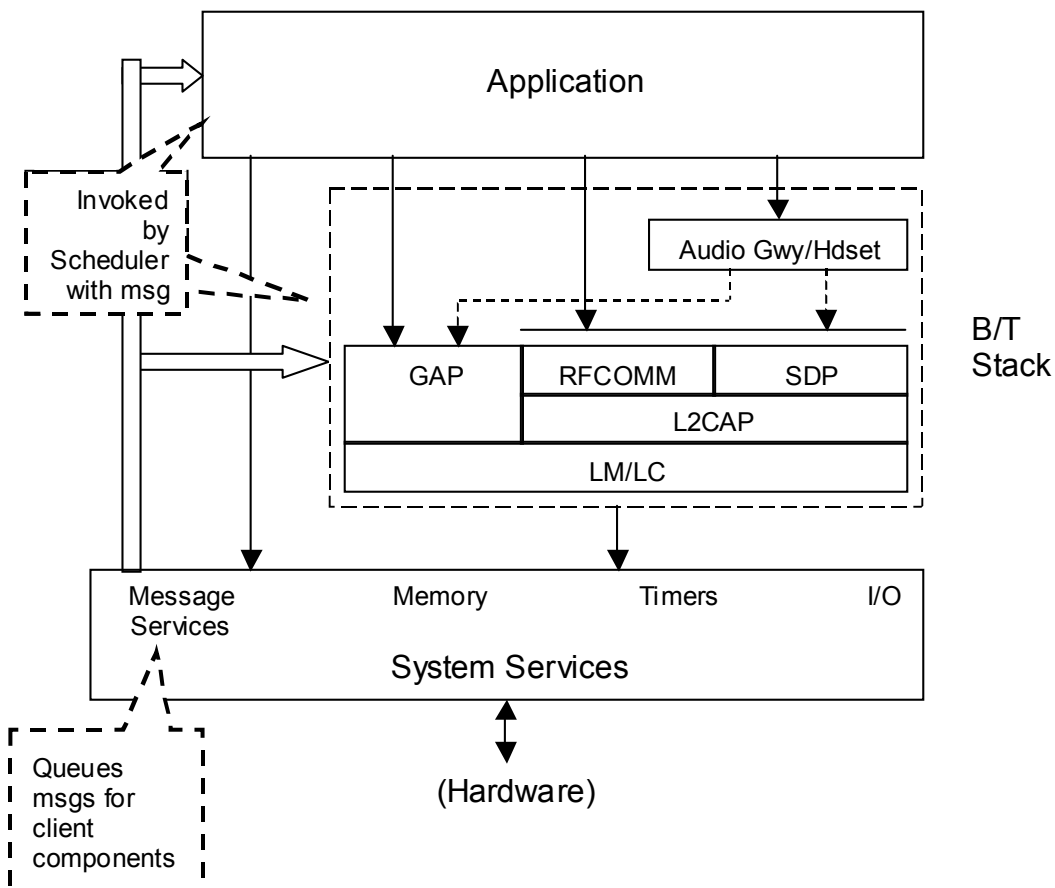 Application
Invoked
by
Scheduler
with msg
Audio Gwy/Hdset
B/T
Stack
GAP
RFCOMM
SDP
L2CAP
LM/LC
Message
Services
Memory
Timers
I/O
System Services
Queues
msgs for
client
components
(Hardware)